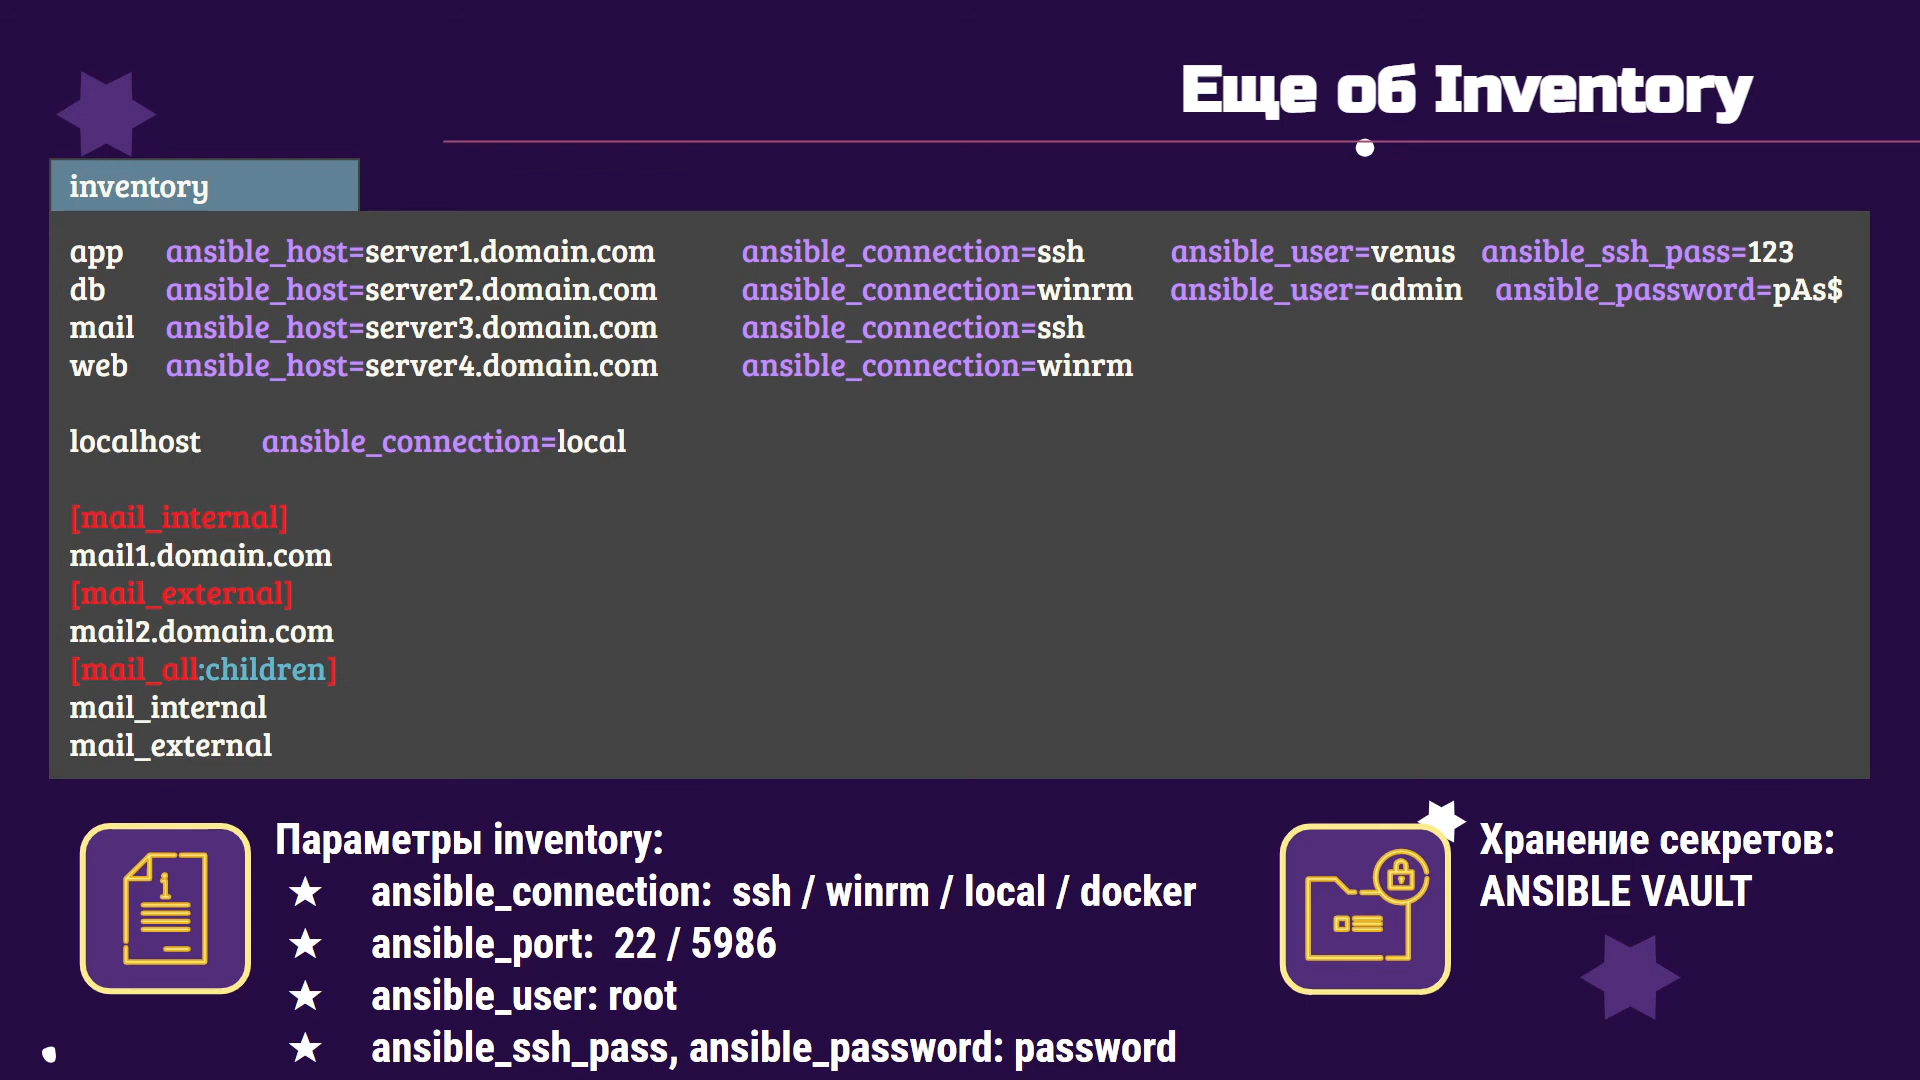 Еще об Inventory
inventory
app ansible_host=server1.domain.com ansible_connection=ssh ansible_user=venus ansible_ssh_pass=123
db ansible_host=server2.domain.com ansible_connection=winrm ansible_user=admin ansible_password=pAs$
mail ansible_host=server3.domain.com ansible_connection=ssh
web ansible_host=server4.domain.com ansible_connection=winrm
localhost ansible_connection=local
[mail_internal]
mail1.domain.com
[mail_external]
mail2.domain.com
[mail_all:children]
mail_internal
mail_external
Параметры inventory:
★ ansible_connection: ssh / winrm / local / docker
★ ansible_port: 22 / 5986
★ ansible_user: root
★ ansible_ssh_pass, ansible_password: password
Хранение секретов:
ANSIBLE VAULT